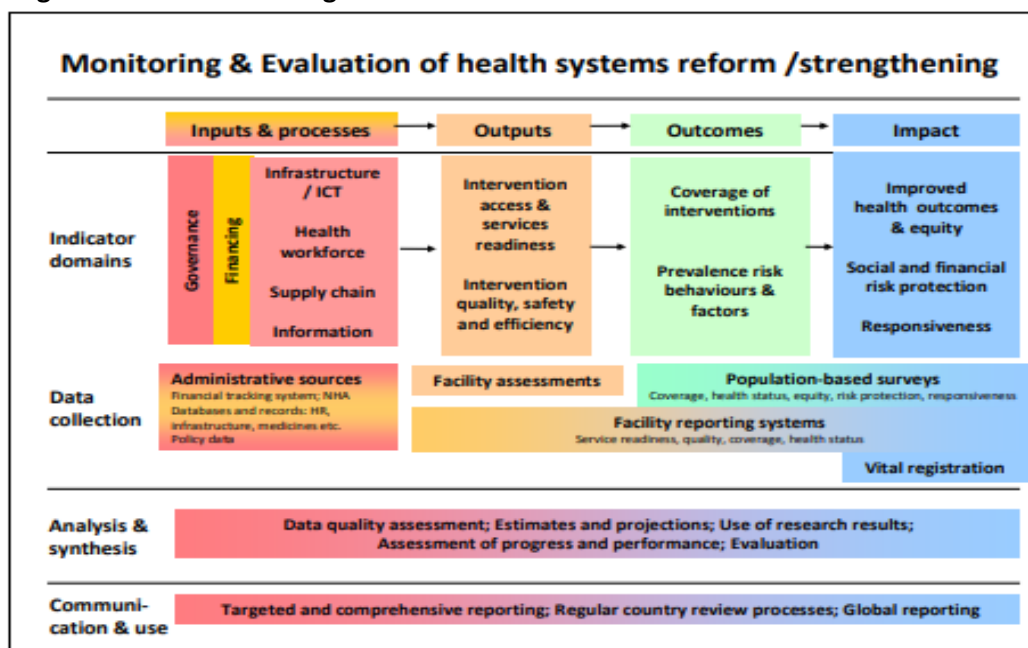 Monitoring & Evaluation of health systems reform /strengthening
Inputs & processes
Outputs
Outcomes
Impact
Indicator
domains
Governance
Financing
Infrastructure
/ ICT
Health
workforce
Supply chain
Information
Intervention
access &
services
readiness
Intervention
quality, safety
and efficiency
Coverage of
interventions
Prevalence risk
behaviours &
factors
Improved
health outcomes
& equity
Social and financial
risk protection
Responsiveness
Data
collection
Administrative sources
Financial tracking system; NHA
Databases and records: HR,
infrastructure, medicines etc.
Policy data
Facility assessments
Population-based surveys
Coverage, health status, equity, risk protection, responsiveness
Facility reporting systems
Service readiness, quality, coverage, health status
Vital registration
Analysis &
synthesis
Data quality assessment; Estimates and projections; Use of research results;
Assessment of progress and performance; Evaluation
Communi-
cation & use
Targeted and comprehensive reporting; Regular country review processes; Global reporting